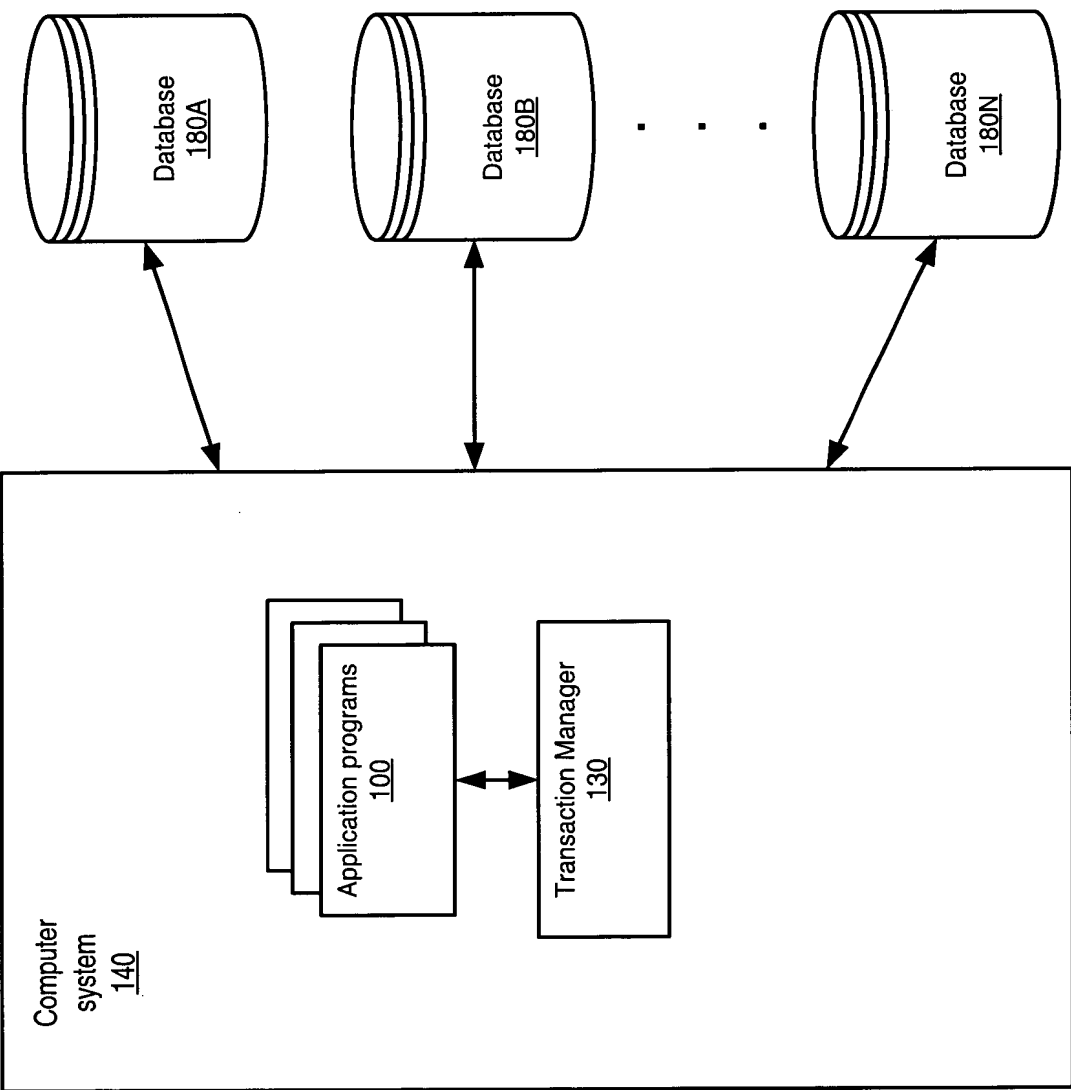 Computer
system
140
Application programs
100
Transaction Manager
130
Database
180A
Database
180B
Database
180N